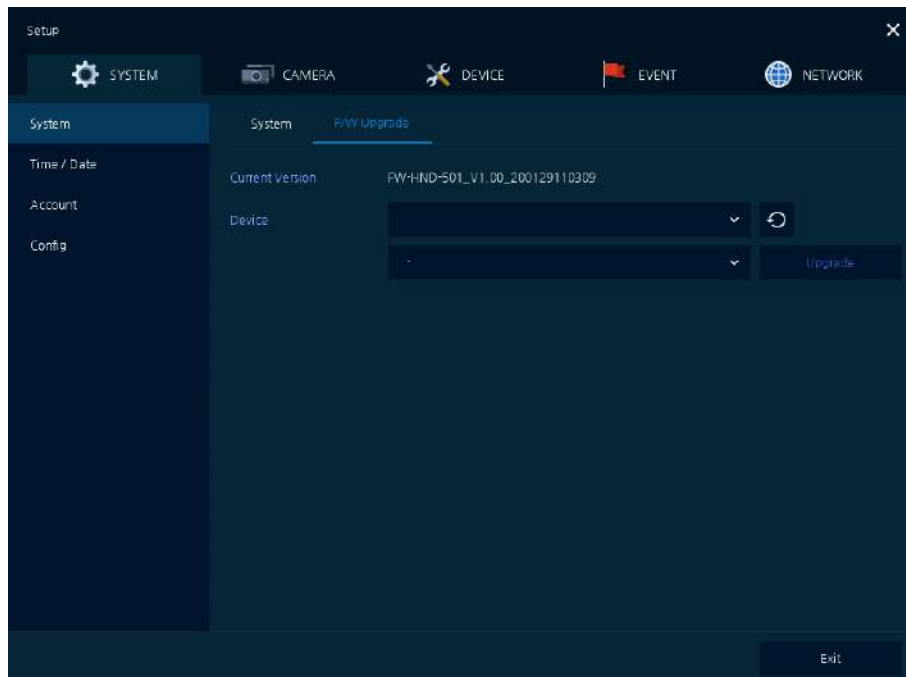 Setup
SYSTEM CAMERA DEVICE EVENT NETWORK
System System F/W Upgrade
Time / Date
Current Version FW-HND-501_V1.00_200129110309
Account
Device
Config
- Upgrade
Exit